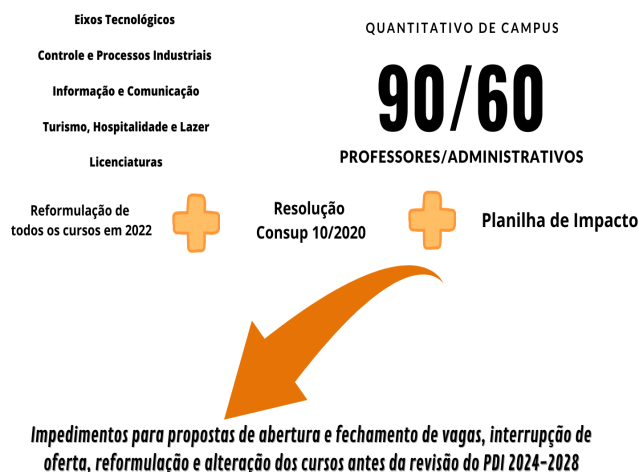 Eixos Tecnológicos
Controle e Processos Industriais
Informação e Comunicação
Turismo, Hospitalidade e Lazer
Licenciaturas
QUANTITATIVO DE CAMPUS
90/60
PROFESSORES/ADMINISTRATIVOS
Reformulação de
todos os cursos em 2022
Resolução
Consup 10/2020
Planilha de Impacto
Impedimentos para propostas de abertura e fechamento de vagas, interrupção de
oferta, reformulação e alteração dos cursos antes da revisão do PDI 2024-2028